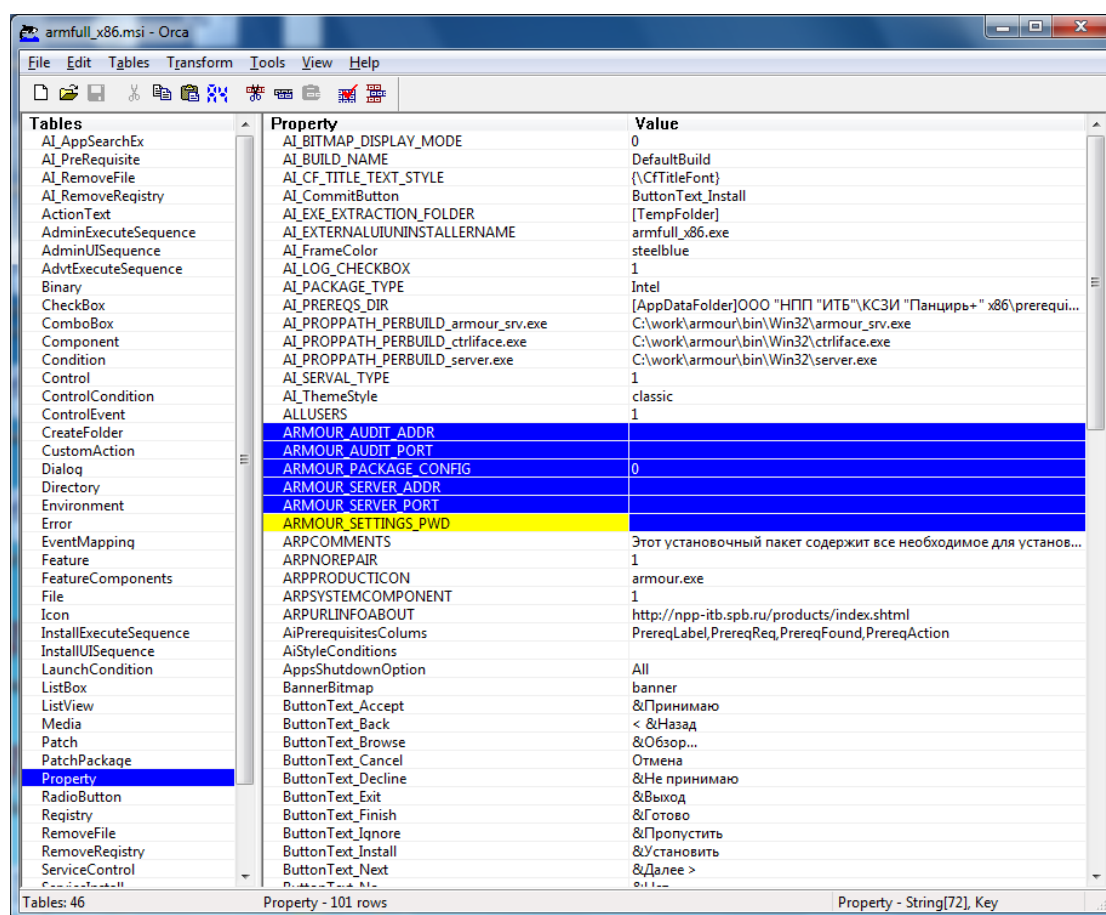 armfull_x86.msi - Orca
File Edit Tables Transform Tools View Help
Tables
AI_AppSearchEx
AI_PreRequisite
AI_RemoveFile
AI_RemoveRegistry
ActionText
AdminExecuteSequence
AdminUISequence
AdvtExecuteSequence
Binary
CheckBox
ComboBox
Component
Condition
Control
ControlCondition
ControlEvent
CreateFolder
CustomAction
Dialog
Directory
Environment
Error
EventMapping
Feature
FeatureComponents
File
Icon
InstallExecuteSequence
InstallUISequence
LaunchCondition
ListBox
ListView
Media
Patch
PatchPackage
Property
RadioButton
Registry
RemoveFile
RemoveRegistry
ServiceControl
Property Value
AI_BITMAP_DISPLAY_MODE 0
AI_BUILD_NAME DefaultBuild
AI_CF_TITLE_TEXT_STYLE {\CfTitleFont}
AI_CommitButton ButtonText_Install
AI_EXE_EXTRACTION_FOLDER [TempFolder]
AI_EXTERNALUIUNINSTALLERNAME armfull_x86.exe
AI_FrameColor steelblue
AI_LOG_CHECKBOX 1
AI_PACKAGE_TYPE Intel
AI_PREREQS_DIR [AppDataFolder]ООО "НПП "ИТБ"\КСЗИ "Панцирь+" x86\prerequi...
AI_PROPPATH_PERBUILD_armour_srv.exe C:\work\armour\bin\Win32\armour_srv.exe
AI_PROPPATH_PERBUILD_ctrliface.exe C:\work\armour\bin\Win32\ctrliface.exe
AI_PROPPATH_PERBUILD_server.exe C:\work\armour\bin\Win32\server.exe
AI_SERVAL_TYPE 1
AI_ThemeStyle classic
ALLUSERS 1
ARMOUR_AUDIT_ADDR
ARMOUR_AUDIT_PORT
ARMOUR_PACKAGE_CONFIG 0
ARMOUR_SERVER_ADDR
ARMOUR_SERVER_PORT
ARMOUR_SETTINGS_PWD
ARPCOMMENTS Этот установочный пакет содержит все необходимое для установ...
ARPNOREPAIR 1
ARPPRODUCTICON armour.exe
ARPSYSTEMCOMPONENT 1
ARPURLINFOABOUT http://npp-itb.spb.ru/products/index.shtml
AiPrerequisitesColums PrereqLabel,PrereqReq,PrereqFound,PrereqAction
AiStyleConditions
AppsShutdownOption All
BannerBitmap banner
ButtonText_Accept &Принимаю
ButtonText_Back < &Назад
ButtonText_Browse &Обзор...
ButtonText_Cancel Отмена
ButtonText_Decline &Не принимаю
ButtonText_Exit &Выход
ButtonText_Finish &Готово
ButtonText_Ignore &Пропустить
ButtonText_Install &Установить
ButtonText_Next &Далее >
Tables: 46 Property - 101 rows Property - String[72], Key